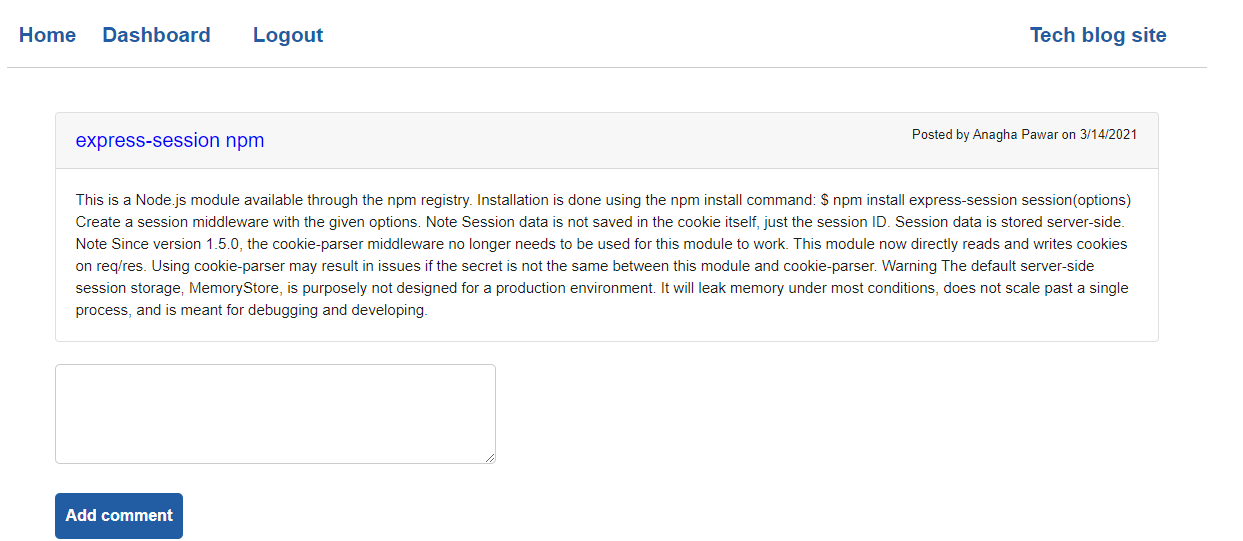 Home Dashboard Logout Tech blog site
express-session npm Posted by Anagha Pawar on 3/14/2021
This is a Node.js module available through the npm registry. Installation is done using the npm install command: $ npm install express-session session(options)
Create a session middleware with the given options. Note Session data is not saved in the cookie itself, just the session ID. Session data is stored server-side.
Note Since version 1.5.0, the cookie-parser middleware no longer needs to be used for this module to work. This module now directly reads and writes cookies
on req/res. Using cookie-parser may result in issues if the secret is not the same between this module and cookie-parser. Warning The default server-side
session storage, MemoryStore, is purposely not designed for a production environment. It will leak memory under most conditions, does not scale past a single
process, and is meant for debugging and developing.
Add comment